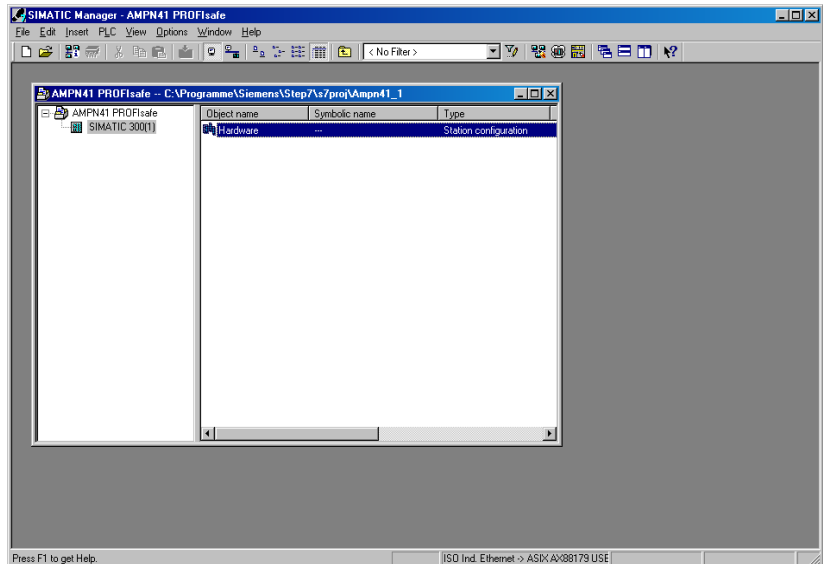 SIMATIC Manager - AMPN41 PROFIsafe
File Edit Insert PLC View Options Window Help
< No Filter >
AMPN41 PROFIsafe -- C:\Programme\Siemens\Step7\s7proj\Ampn41_1
AMPN41 PROFIsafe
SIMATIC 300(1)
Object name Symbolic name Type
Hardware --- Station configuration
Press F1 to get Help. ISO Ind. Ethernet -> ASIX AX88179 USE